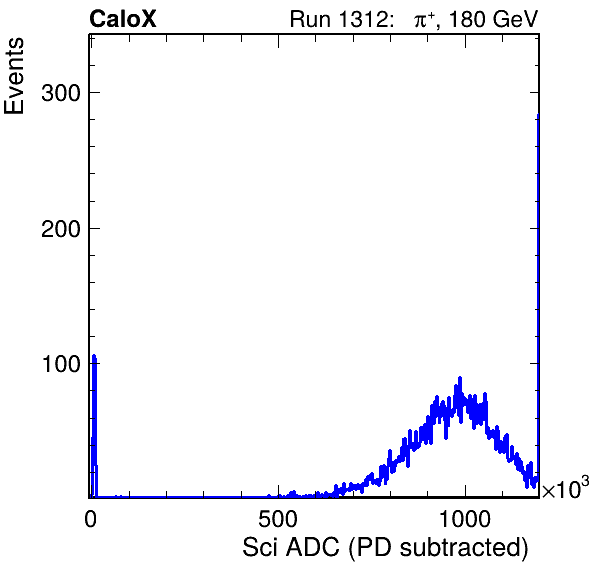 CaloX Run 1312: π⁺, 180 GeV
Events
300
200
100
0 500 1000 ×10³
Sci ADC (PD subtracted)